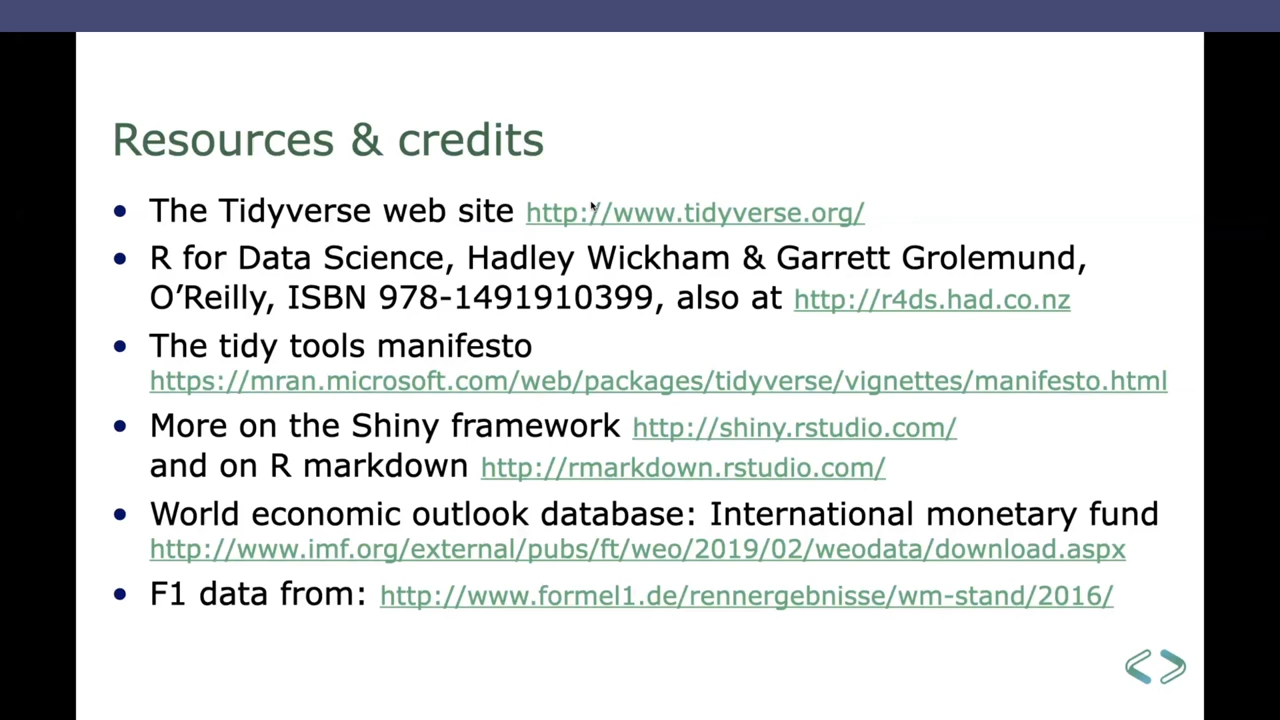 Resources & credits
• The Tidyverse web site http://www.tidyverse.org/
• R for Data Science, Hadley Wickham & Garrett Grolemund,
O’Reilly, ISBN 978-1491910399, also at http://r4ds.had.co.nz
• The tidy tools manifesto
https://mran.microsoft.com/web/packages/tidyverse/vignettes/manifesto.html
• More on the Shiny framework http://shiny.rstudio.com/
and on R markdown http://rmarkdown.rstudio.com/
• World economic outlook database: International monetary fund
http://www.imf.org/external/pubs/ft/weo/2019/02/weodata/download.aspx
• F1 data from: http://www.formel1.de/rennergebnisse/wm-stand/2016/